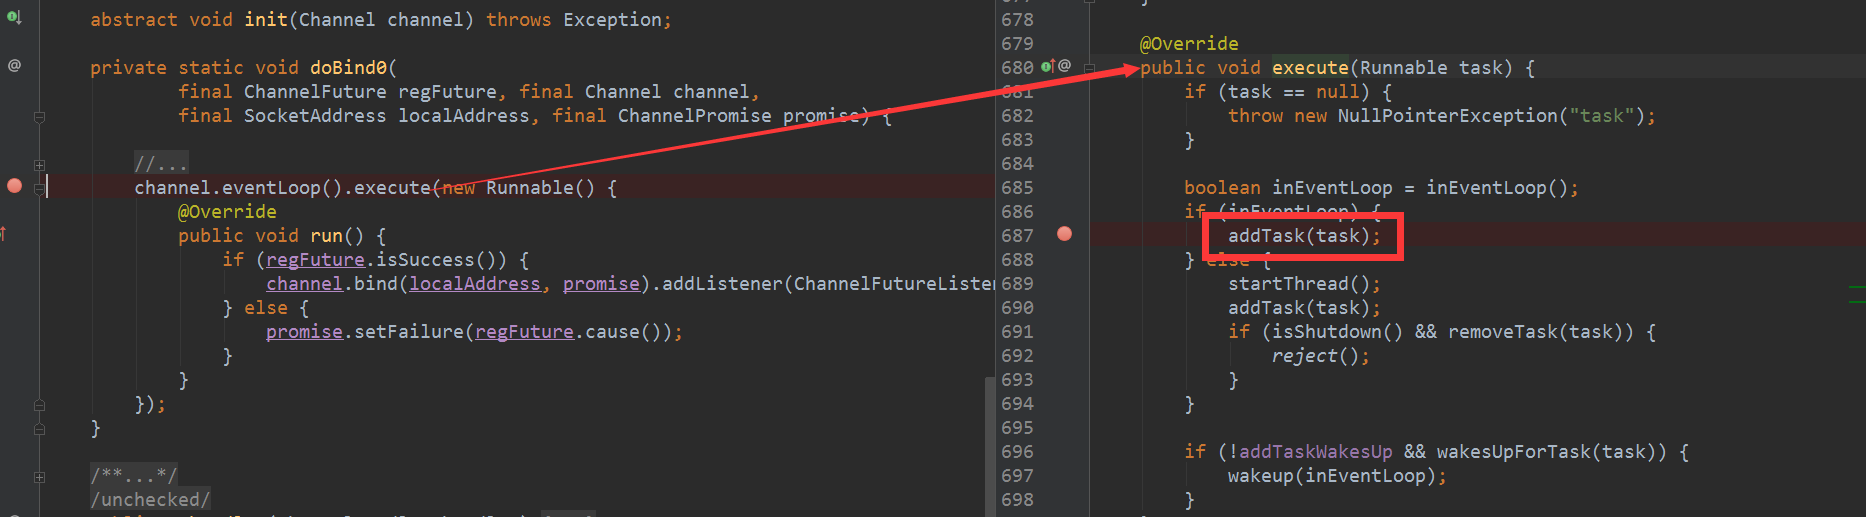 abstract void init(Channel channel) throws Exception;
private static void doBind0(
final ChannelFuture regFuture, final Channel channel,
final SocketAddress localAddress, final ChannelPromise promise) {
//...
channel.eventLoop().execute(new Runnable() {
@Override
public void run() {
if (regFuture.isSuccess()) {
channel.bind(localAddress, promise).addListener(ChannelFutureListen
} else {
promise.setFailure(regFuture.cause());
}
}
});
}
/**...*/
/unchecked/
678
679 @Override
680 public void execute(Runnable task) {
681 if (task == null) {
682 throw new NullPointerException("task");
683 }
684
685 boolean inEventLoop = inEventLoop();
686 if (inEventLoop) {
687 addTask(task);
688 } else {
689 startThread();
690 addTask(task);
691 if (isShutdown() && removeTask(task)) {
692 reject();
693 }
694 }
695
696 if (!addTaskWakesUp && wakesUpForTask(task)) {
697 wakeup(inEventLoop);
698 }